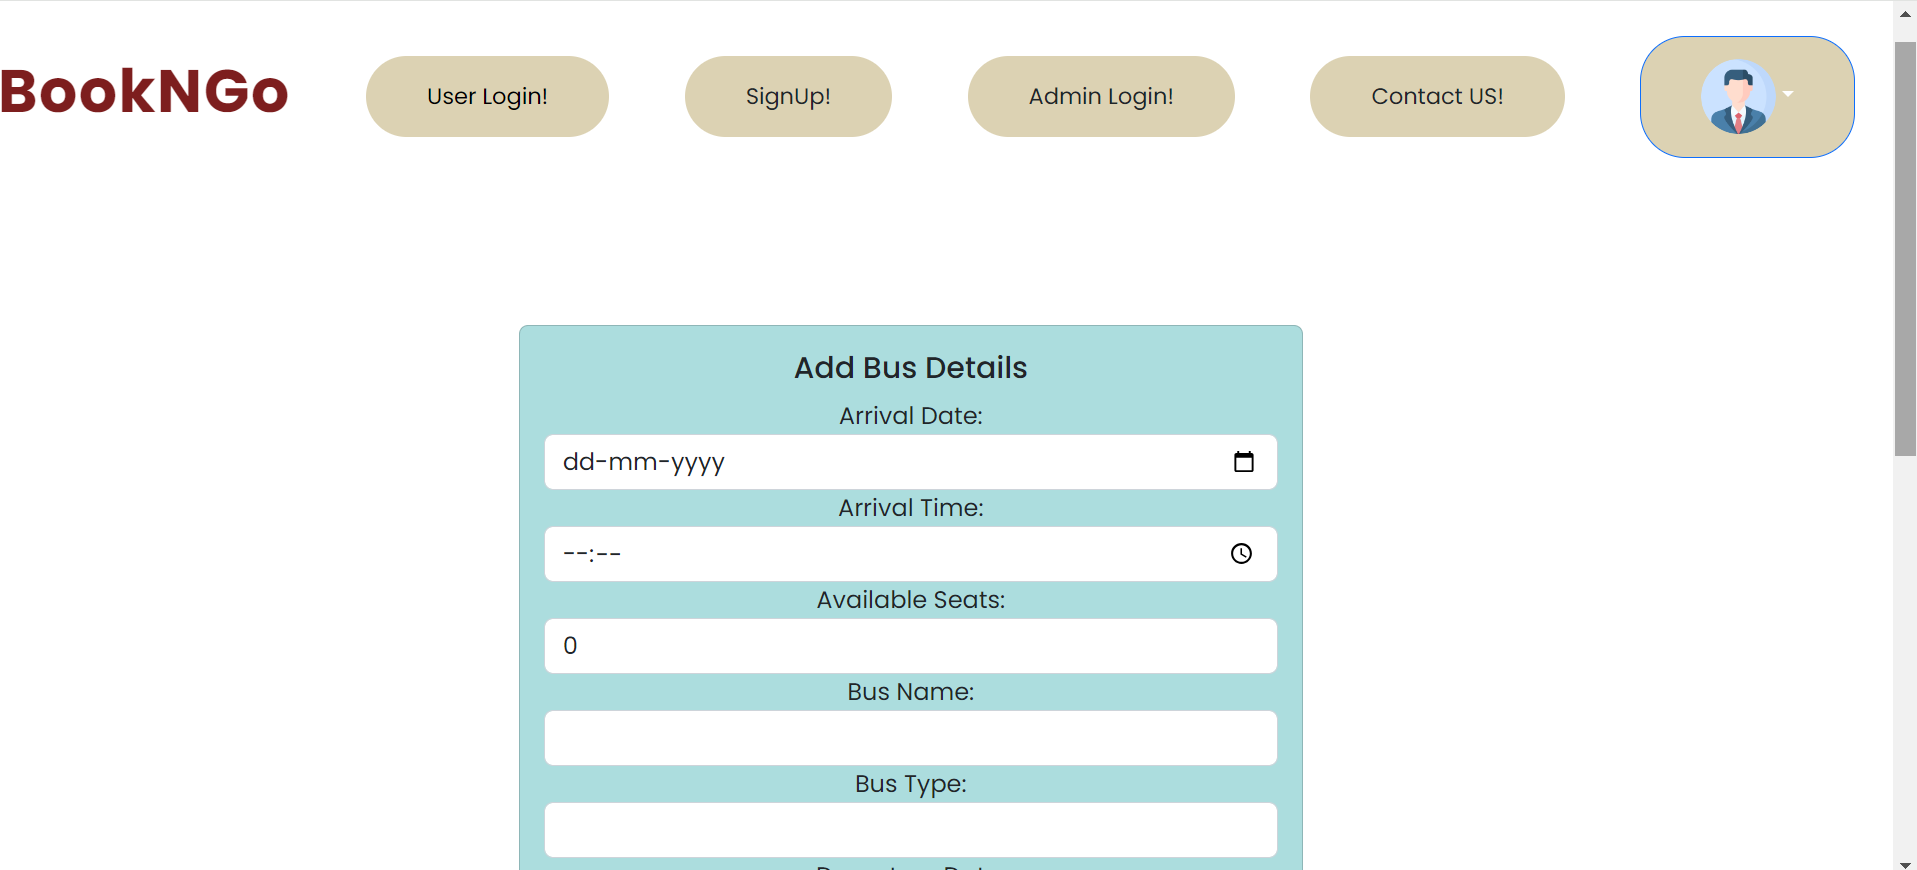 BookNGo
User Login!
SignUp!
Admin Login!
Contact US!
Add Bus Details
Arrival Date:
dd-mm-yyyy
Arrival Time:
--:--
Available Seats:
0
Bus Name:
Bus Type: